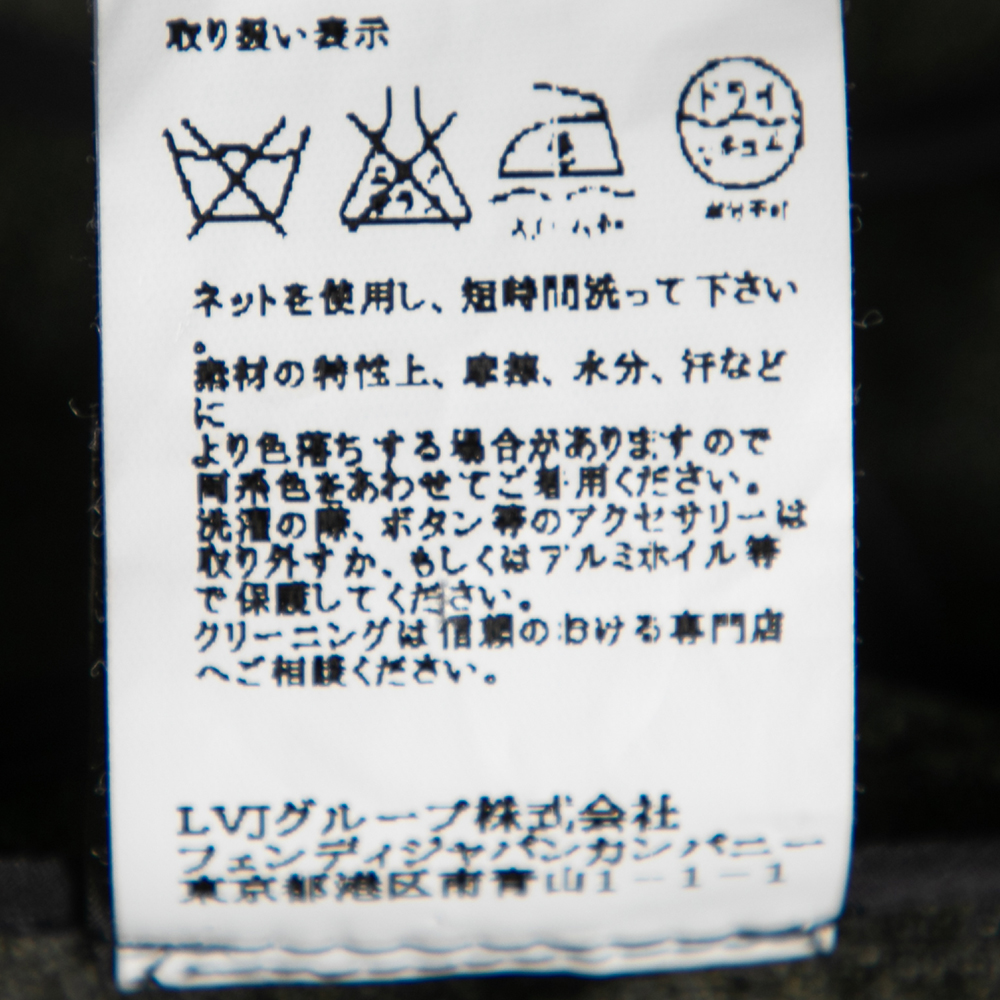 取り扱い表示
ドライ
ネットを使用し、短時間洗って下さい
。
素材の特性上、摩擦、水分、汗など
に
より色落ちする場合がありますので
同系色をあわせてご着用ください。
洗濯の際、ボタン等のアクセサリーは
取り外すか、もしくはアルミホイル等
で保護してください。
クリーニングは信頼のおける専門店
へご相談ください。
LVJグループ株式会社
フェンディジャパンカンパニー
東京都港区南青山1-1-1